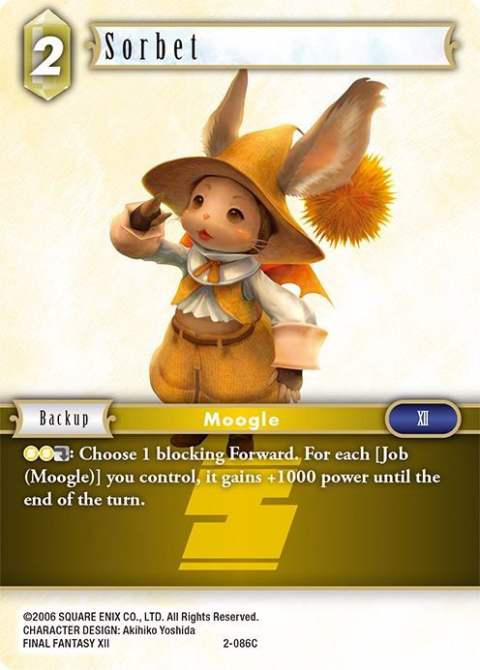 2
Sorbet
Backup
Moogle
XII
: Choose 1 blocking Forward. For each [Job
(Moogle)] you control, it gains +1000 power until the
end of the turn.
©2006 SQUARE ENIX CO., LTD. All Rights Reserved.
CHARACTER DESIGN: Akihiko Yoshida
FINAL FANTASY XII
2-086C